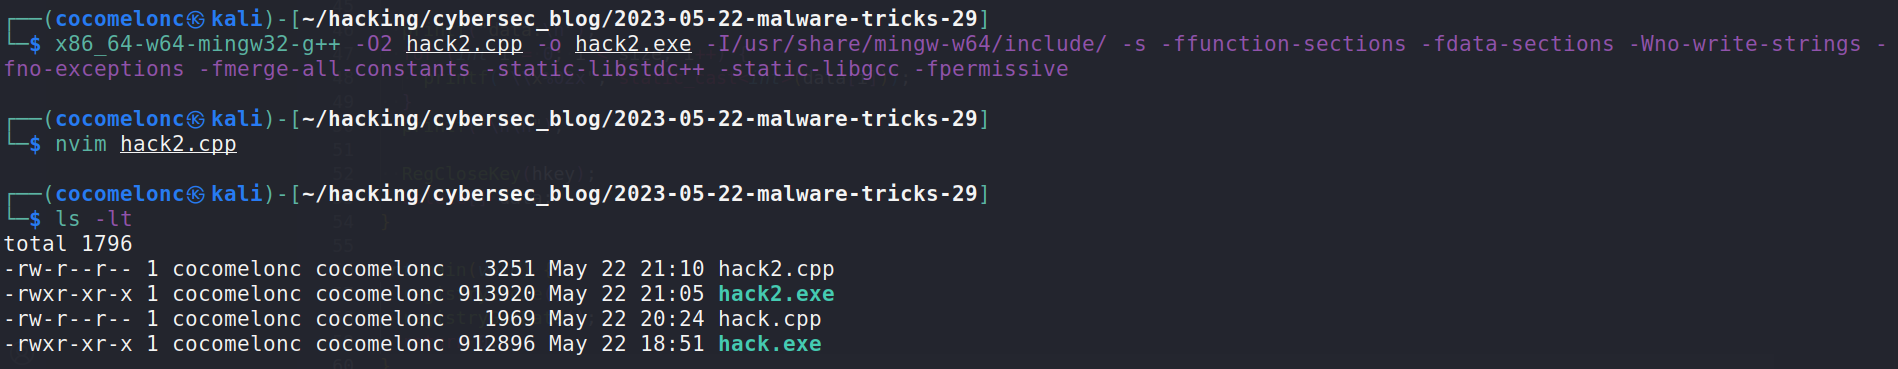 ┌──(cocomelonc㉿kali)-[~/hacking/cybersec_blog/2023-05-22-malware-tricks-29]
└─$ x86_64-w64-mingw32-g++ -O2 hack2.cpp -o hack2.exe -I/usr/share/mingw-w64/include/ -s -ffunction-sections -fdata-sections -Wno-write-strings -
fno-exceptions -fmerge-all-constants -static-libstdc++ -static-libgcc -fpermissive
┌──(cocomelonc㉿kali)-[~/hacking/cybersec_blog/2023-05-22-malware-tricks-29]
└─$ nvim hack2.cpp
┌──(cocomelonc㉿kali)-[~/hacking/cybersec_blog/2023-05-22-malware-tricks-29]
└─$ ls -lt
total 1796
-rw-r--r-- 1 cocomelonc cocomelonc   3251 May 22 21:10 hack2.cpp
-rwxr-xr-x 1 cocomelonc cocomelonc 913920 May 22 21:05 hack2.exe
-rw-r--r-- 1 cocomelonc cocomelonc   1969 May 22 20:24 hack.cpp
-rwxr-xr-x 1 cocomelonc cocomelonc 912896 May 22 18:51 hack.exe